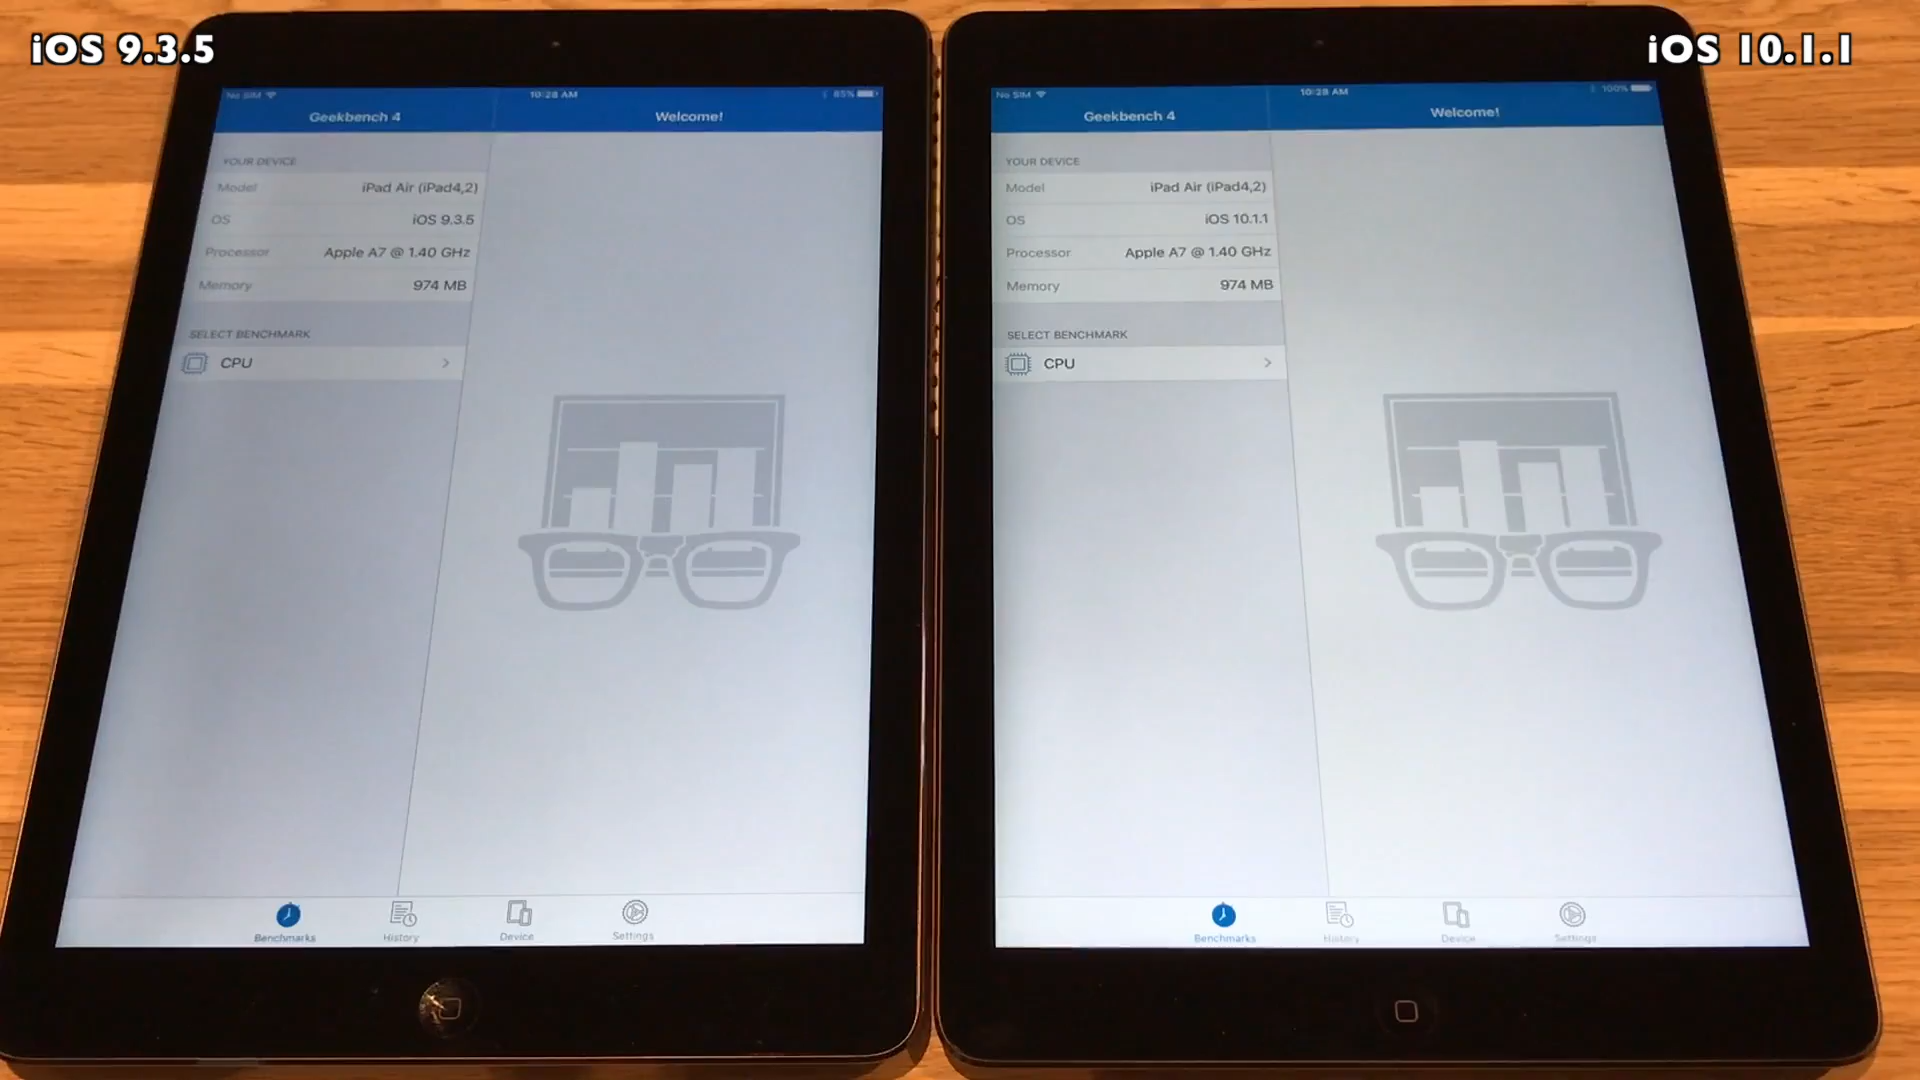 iOS 9.3.5
iOS 10.1.1
No SIM
10:28 AM
85%
Geekbench 4
Welcome!
YOUR DEVICE
Model
iPad Air (iPad4,2)
OS
iOS 9.3.5
Processor
Apple A7 @ 1.40 GHz
Memory
974 MB
SELECT BENCHMARK
CPU
Benchmarks
History
Device
Settings
No SIM
10:28 AM
100%
Geekbench 4
Welcome!
YOUR DEVICE
Model
iPad Air (iPad4,2)
OS
iOS 10.1.1
Processor
Apple A7 @ 1.40 GHz
Memory
974 MB
SELECT BENCHMARK
CPU
Benchmarks
History
Device
Settings